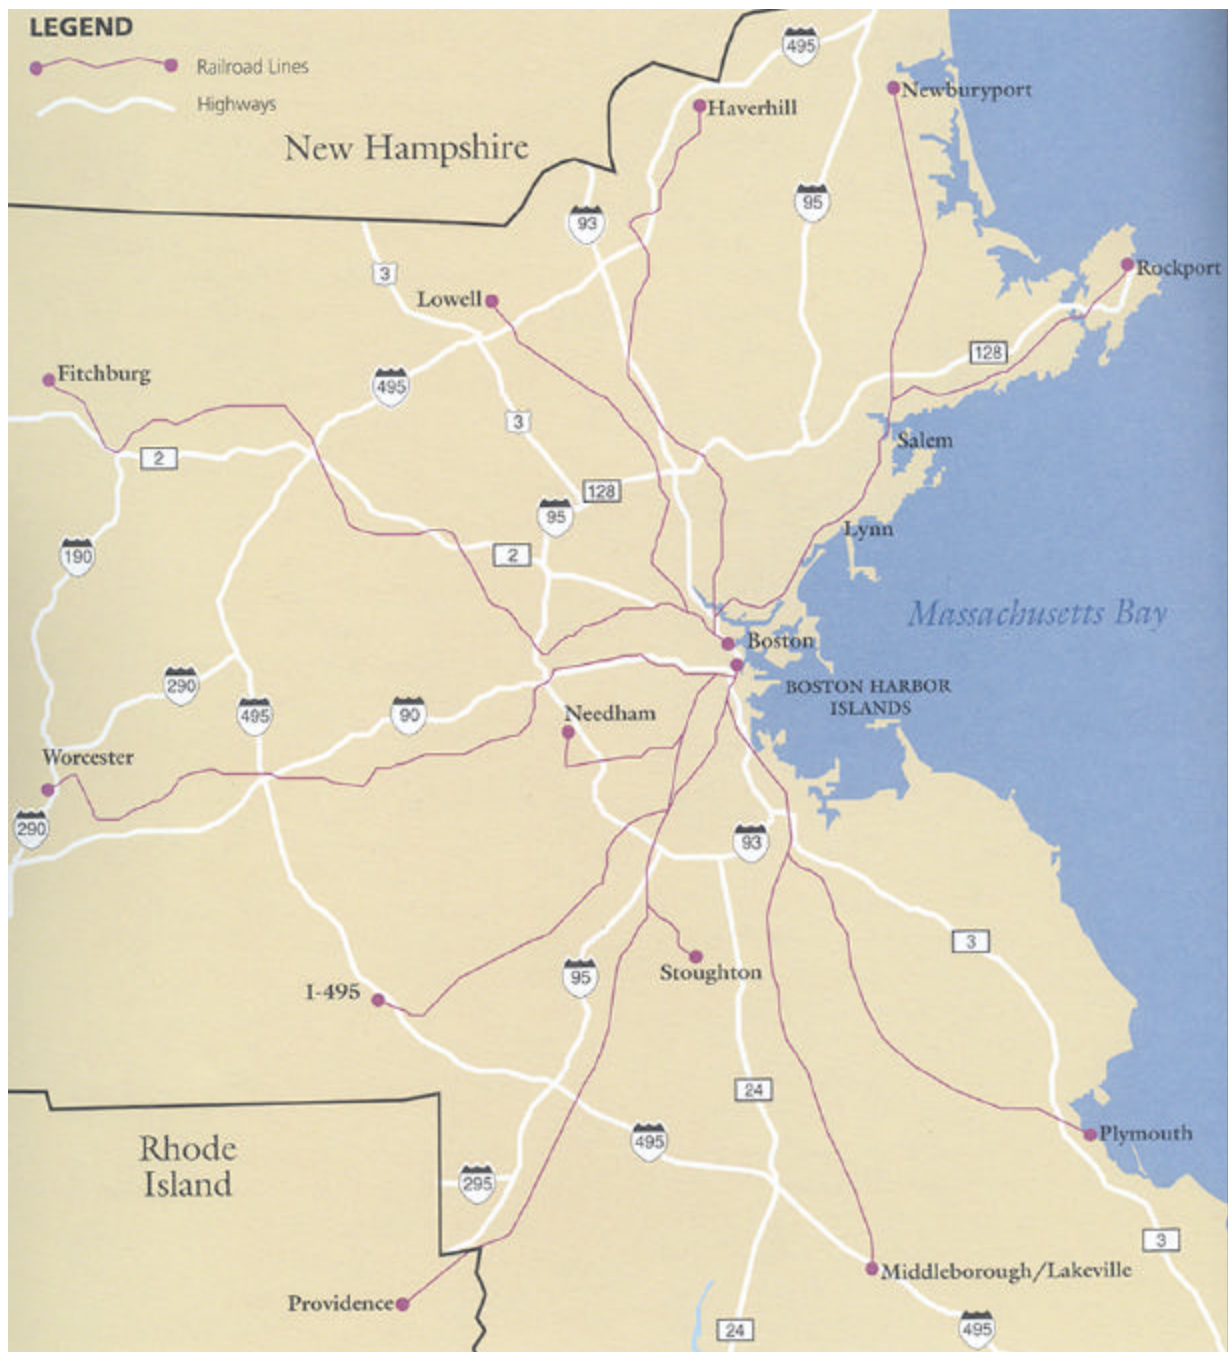 LEGEND
Railroad Lines
Highways
New Hampshire
495
Newburyport
Haverhill
95
93
3
Rockport
Lowell
128
Fitchburg
495
3
Salem
2
128
95
Lynn
190
2
Massachusetts Bay
Boston
290
BOSTON HARBOR
ISLANDS
495
90
Needham
Worcester
290
93
3
95
Stoughton
I-495
24
Plymouth
Rhode
Island
495
295
3
Middleborough/Lakeville
Providence
24
495